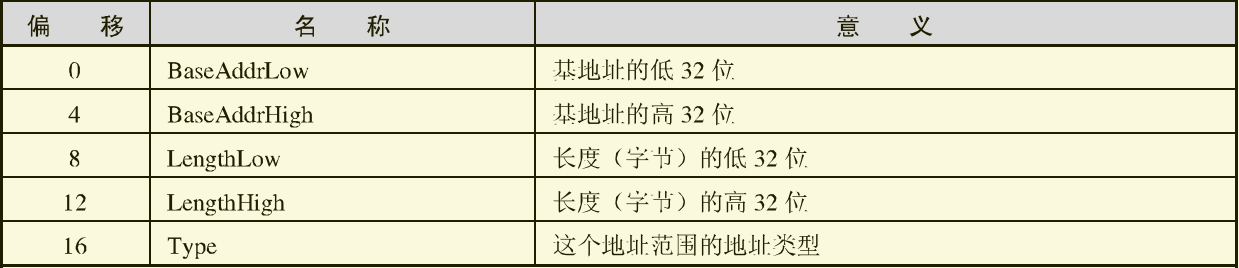 偏 移 名 称 意 义
0 BaseAddrLow 基地址的低 32 位
4 BaseAddrHigh 基地址的高 32 位
8 LengthLow 长度（字节）的低 32 位
12 LengthHigh 长度（字节）的高 32 位
16 Type 这个地址范围的地址类型